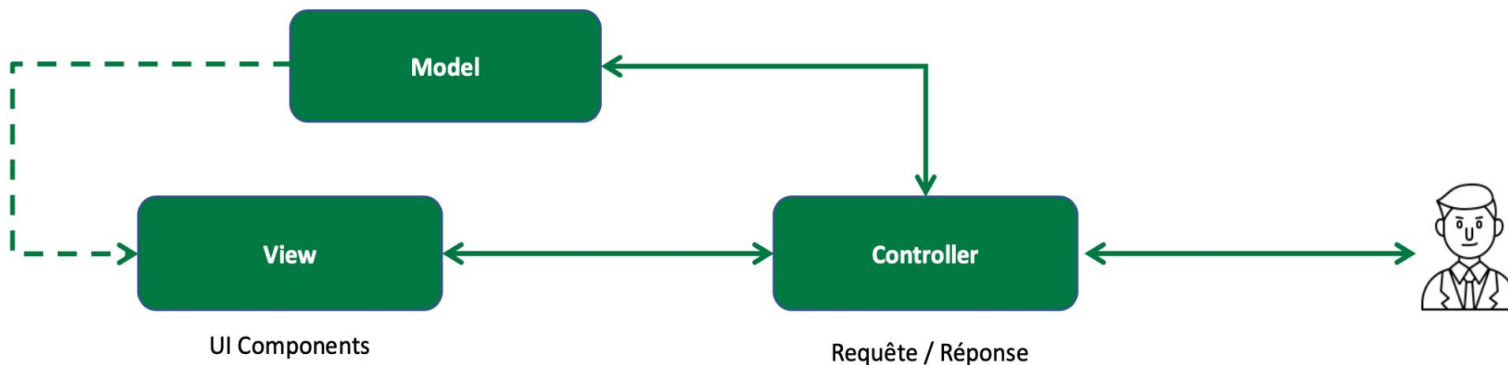 Model
View
Controller
UI Components
Requête / Réponse